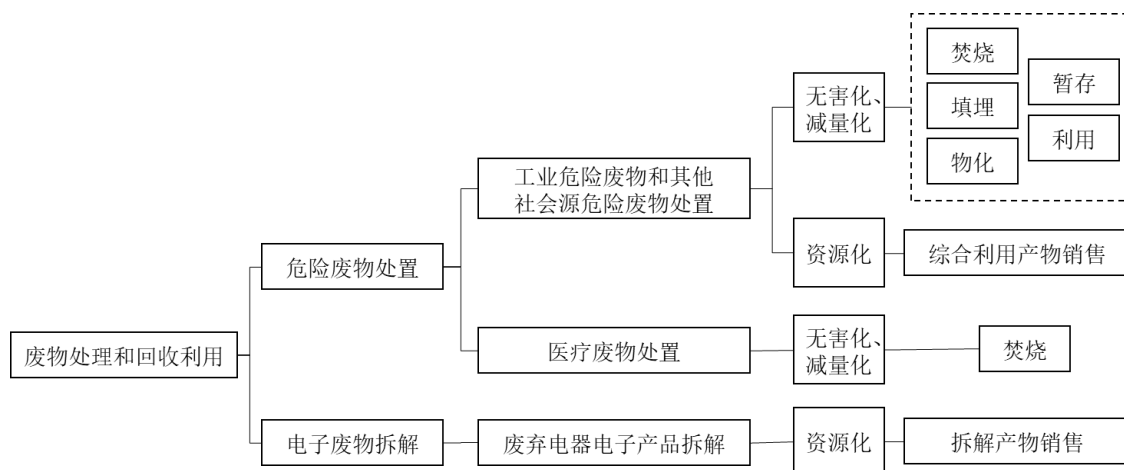 焚烧
暂存
无害化、
减量化
填埋
利用
物化
工业危险废物和其他
社会源危险废物处置
资源化
综合利用产物销售
危险废物处置
废物处理和回收利用
医疗废物处置
无害化、
减量化
焚烧
电子废物拆解
废弃电器电子产品拆解
资源化
拆解产物销售